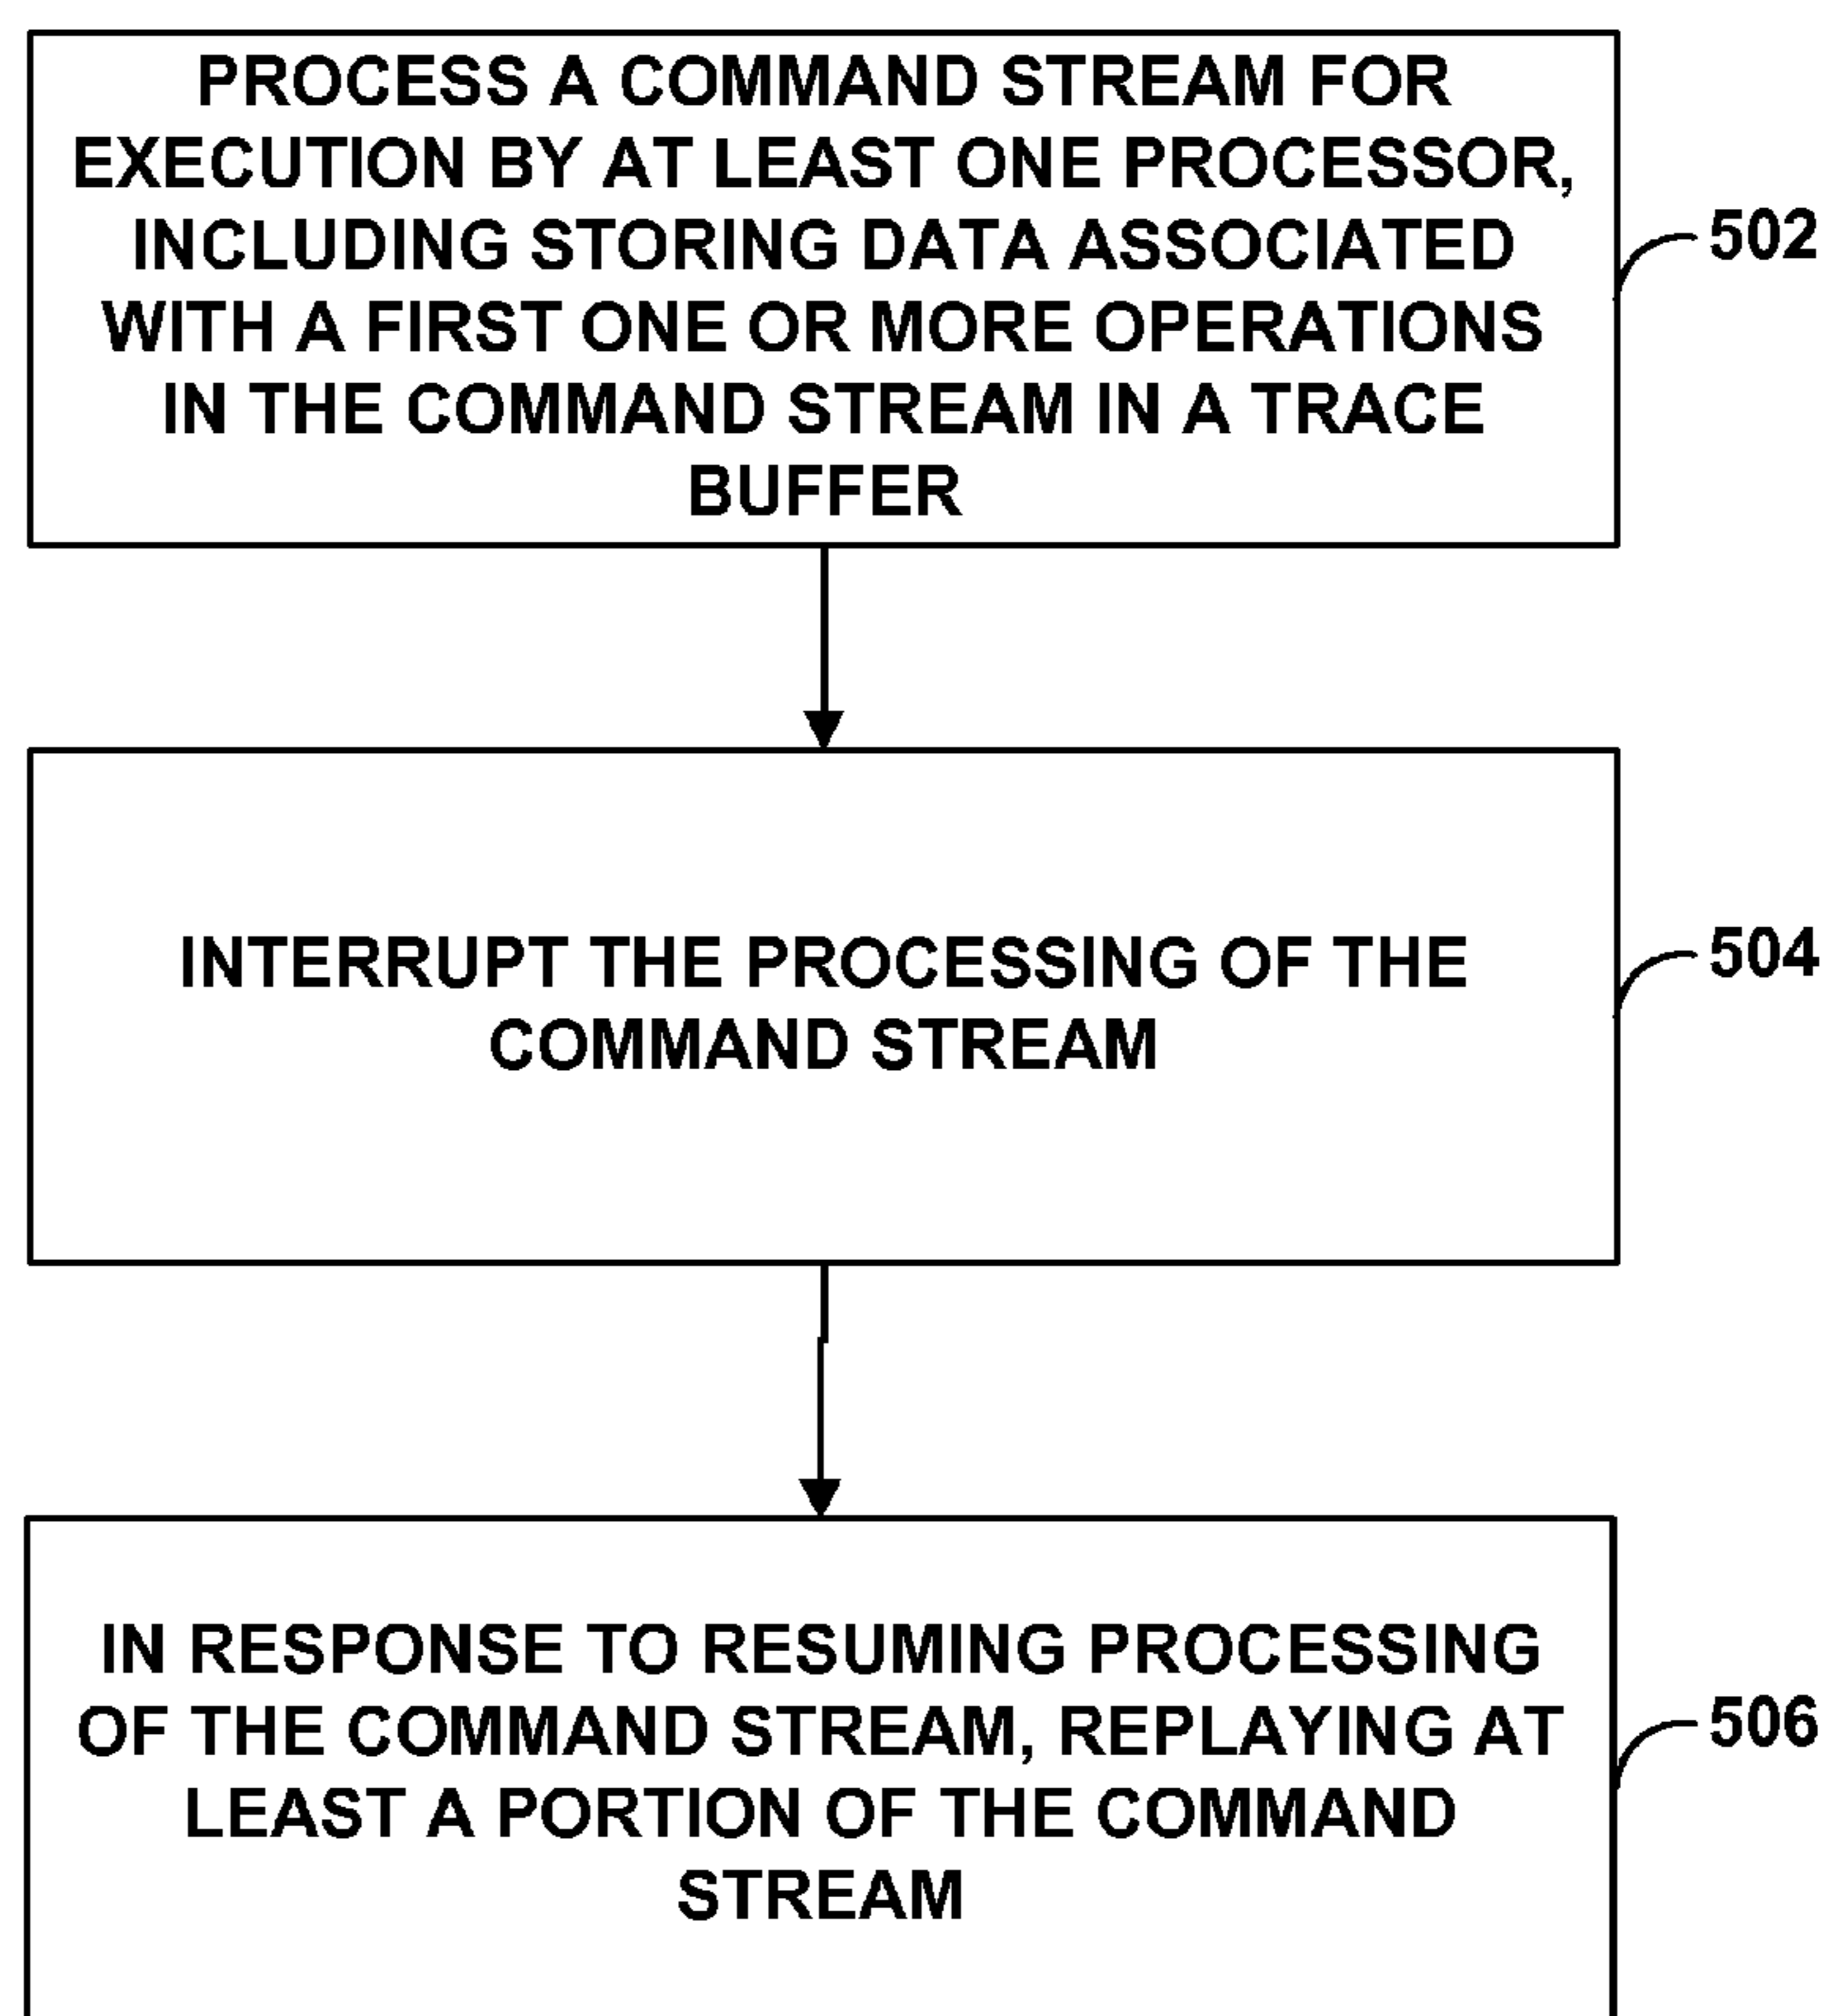 PROCESS A COMMAND STREAM FOR
EXECUTION BY AT LEAST ONE PROCESSOR,
INCLUDING STORING DATA ASSOCIATED
WITH A FIRST ONE OR MORE OPERATIONS
IN THE COMMAND STREAM IN A TRACE
BUFFER
502
INTERRUPT THE PROCESSING OF THE
COMMAND STREAM
504
IN RESPONSE TO RESUMING PROCESSING
OF THE COMMAND STREAM, REPLAYING AT
LEAST A PORTION OF THE COMMAND
STREAM
506